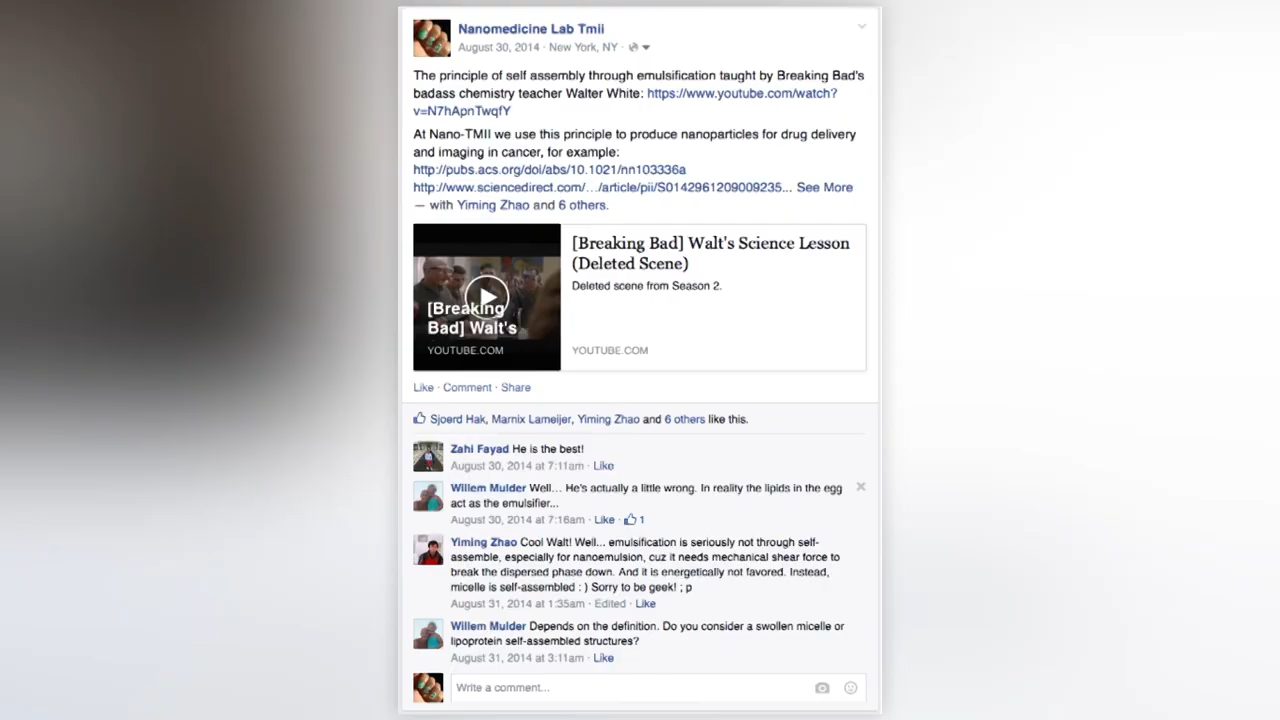 Nanomedicine Lab Tmii
August 30, 2014 · New York, NY ·
The principle of self assembly through emulsification taught by Breaking Bad's
badass chemistry teacher Walter White: https://www.youtube.com/watch?
v=N7hApnTwqfY
At Nano-TMII we use this principle to produce nanoparticles for drug delivery
and imaging in cancer, for example:
http://pubs.acs.org/doi/abs/10.1021/nn103336a
http://www.sciencedirect.com/…/article/pii/S0142961209009235... See More
— with Yiming Zhao and 6 others.
[Breaking
Bad] Walt's
YOUTUBE.COM
[Breaking Bad] Walt's Science Lesson
(Deleted Scene)
Deleted scene from Season 2.
YOUTUBE.COM
Like · Comment · Share
Sjoerd Hak, Marnix Lameijer, Yiming Zhao and 6 others like this.
Zahi Fayad He is the best!
August 30, 2014 at 7:11am · Like
Willem Mulder Well... He's actually a little wrong. In reality the lipids in the egg
act as the emulsifier...
August 30, 2014 at 7:16am · Like · 1
Yiming Zhao Cool Walt! Well... emulsification is seriously not through self-
assemble, especially for nanoemulsion, cuz it needs mechanical shear force to
break the dispersed phase down. And it is energetically not favored. Instead,
micelle is self-assembled : ) Sorry to be geek! ; p
August 31, 2014 at 1:35am · Edited · Like
Willem Mulder Depends on the definition. Do you consider a swollen micelle or
lipoprotein self-assembled structures?
August 31, 2014 at 3:11am · Like
Write a comment...